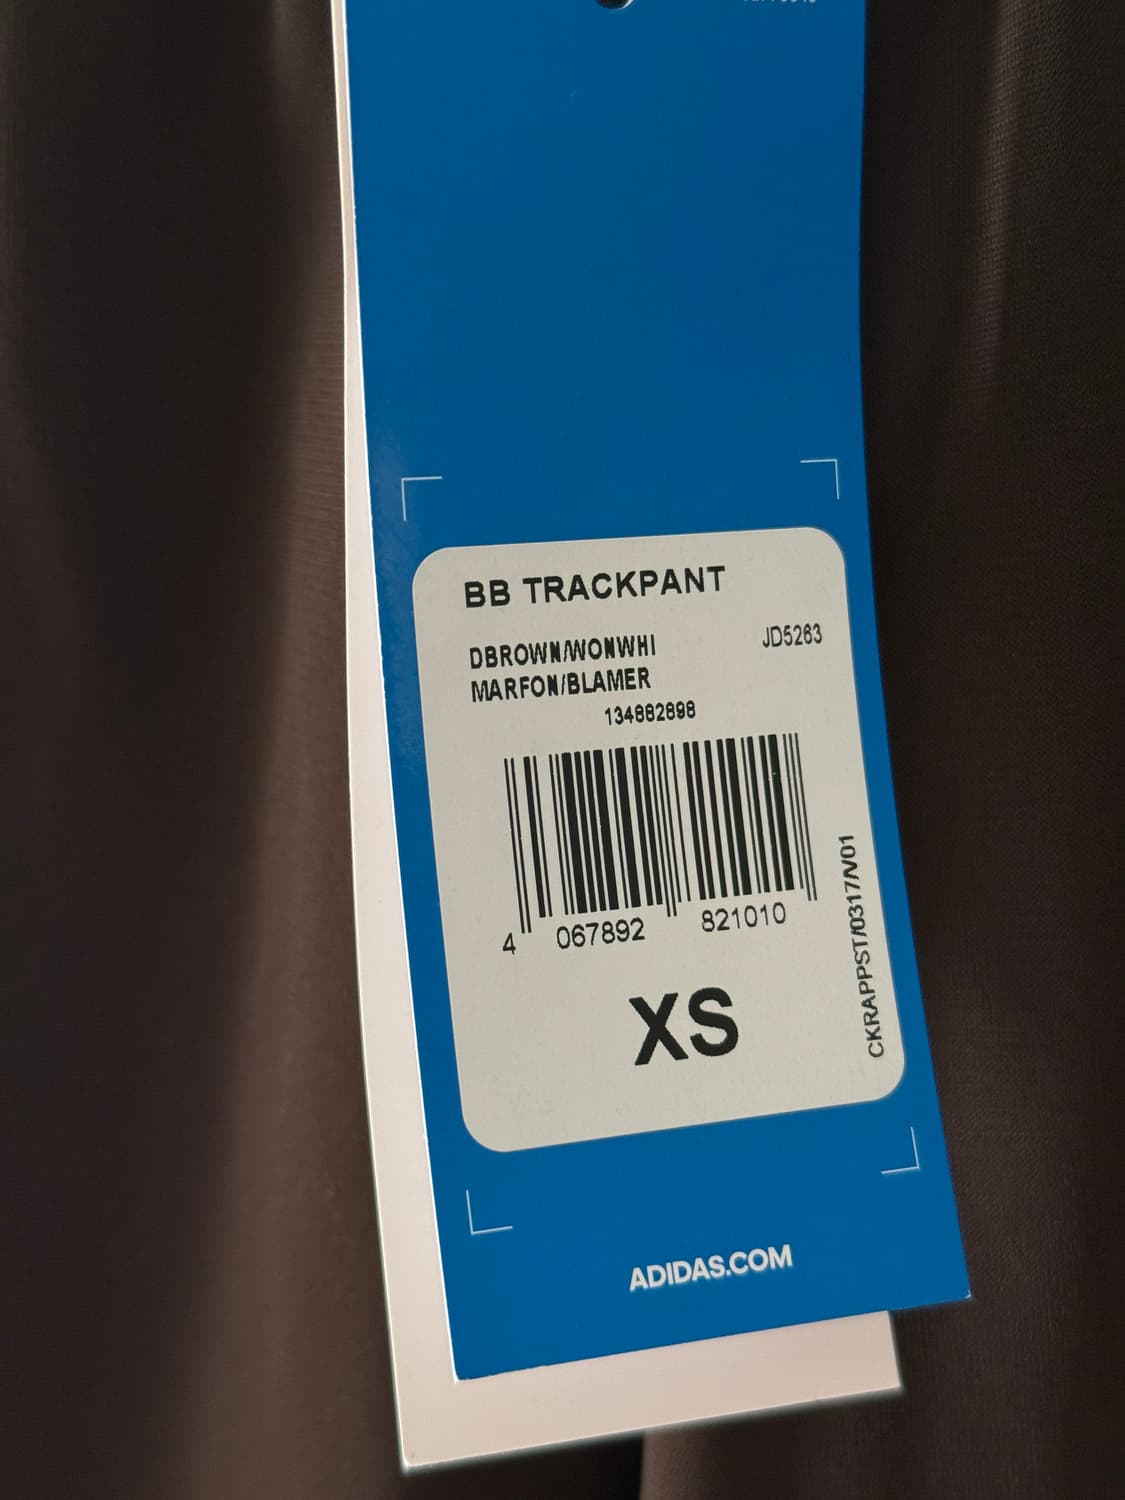 BB TRACKPANT
DBROWN/WONWHI JD5263
MARFON/BLAMER
134882898
4 067892 821010
CKRAPPST/0317/V01
XS
ADIDAS.COM